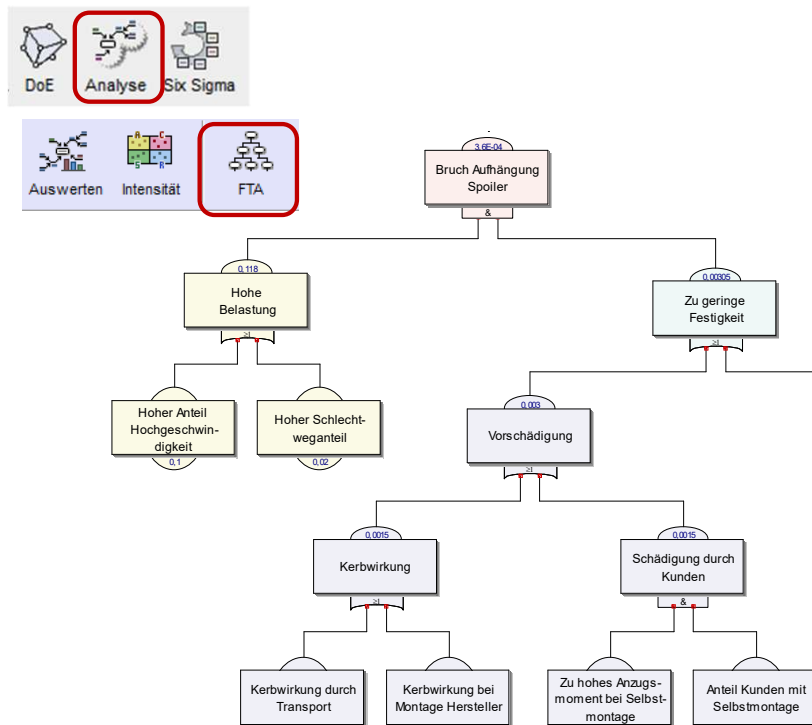 DoE
Analyse
Six Sigma
Auswerten
Intensität
FTA
3.6E-04
Bruch Aufhängung
Spoiler
&
0,118
Hohe
Belastung
≥1
0,00305
Zu geringe
Festigkeit
≥1
Hoher Anteil
Hochgeschwin-
digkeit
0,1
Hoher Schlecht-
weganteil
0,02
0,003
Vorschädigung
≥1
0,0015
Kerbwirkung
≥1
0,0015
Schädigung durch
Kunden
&
Kerbwirkung durch
Transport
Kerbwirkung bei
Montage Hersteller
Zu hohes Anzugs-
moment bei Selbst-
montage
Anteil Kunden mit
Selbstmontage